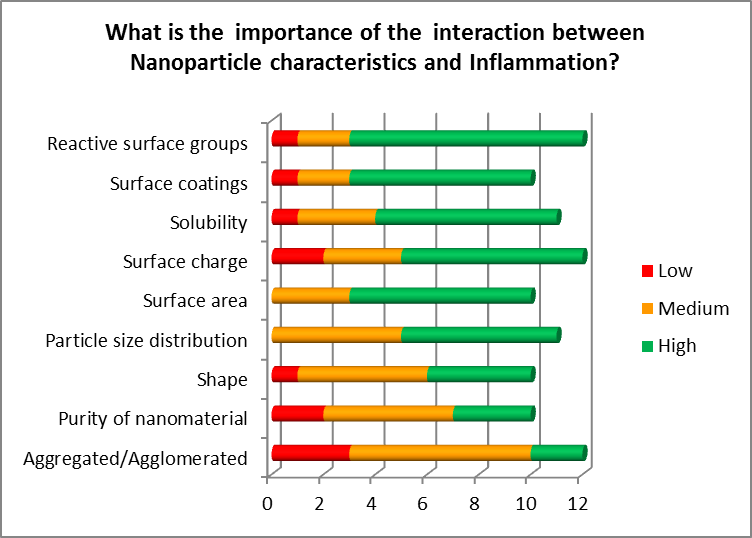 What is the importance of the interaction between
Nanoparticle characteristics and Inflammation?
Reactive surface groups
Surface coatings
Solubility
Surface charge
Surface area
Particle size distribution
Shape
Purity of nanomaterial
Aggregated/Agglomerated
0 2 4 6 8 10 12
Low
Medium
High